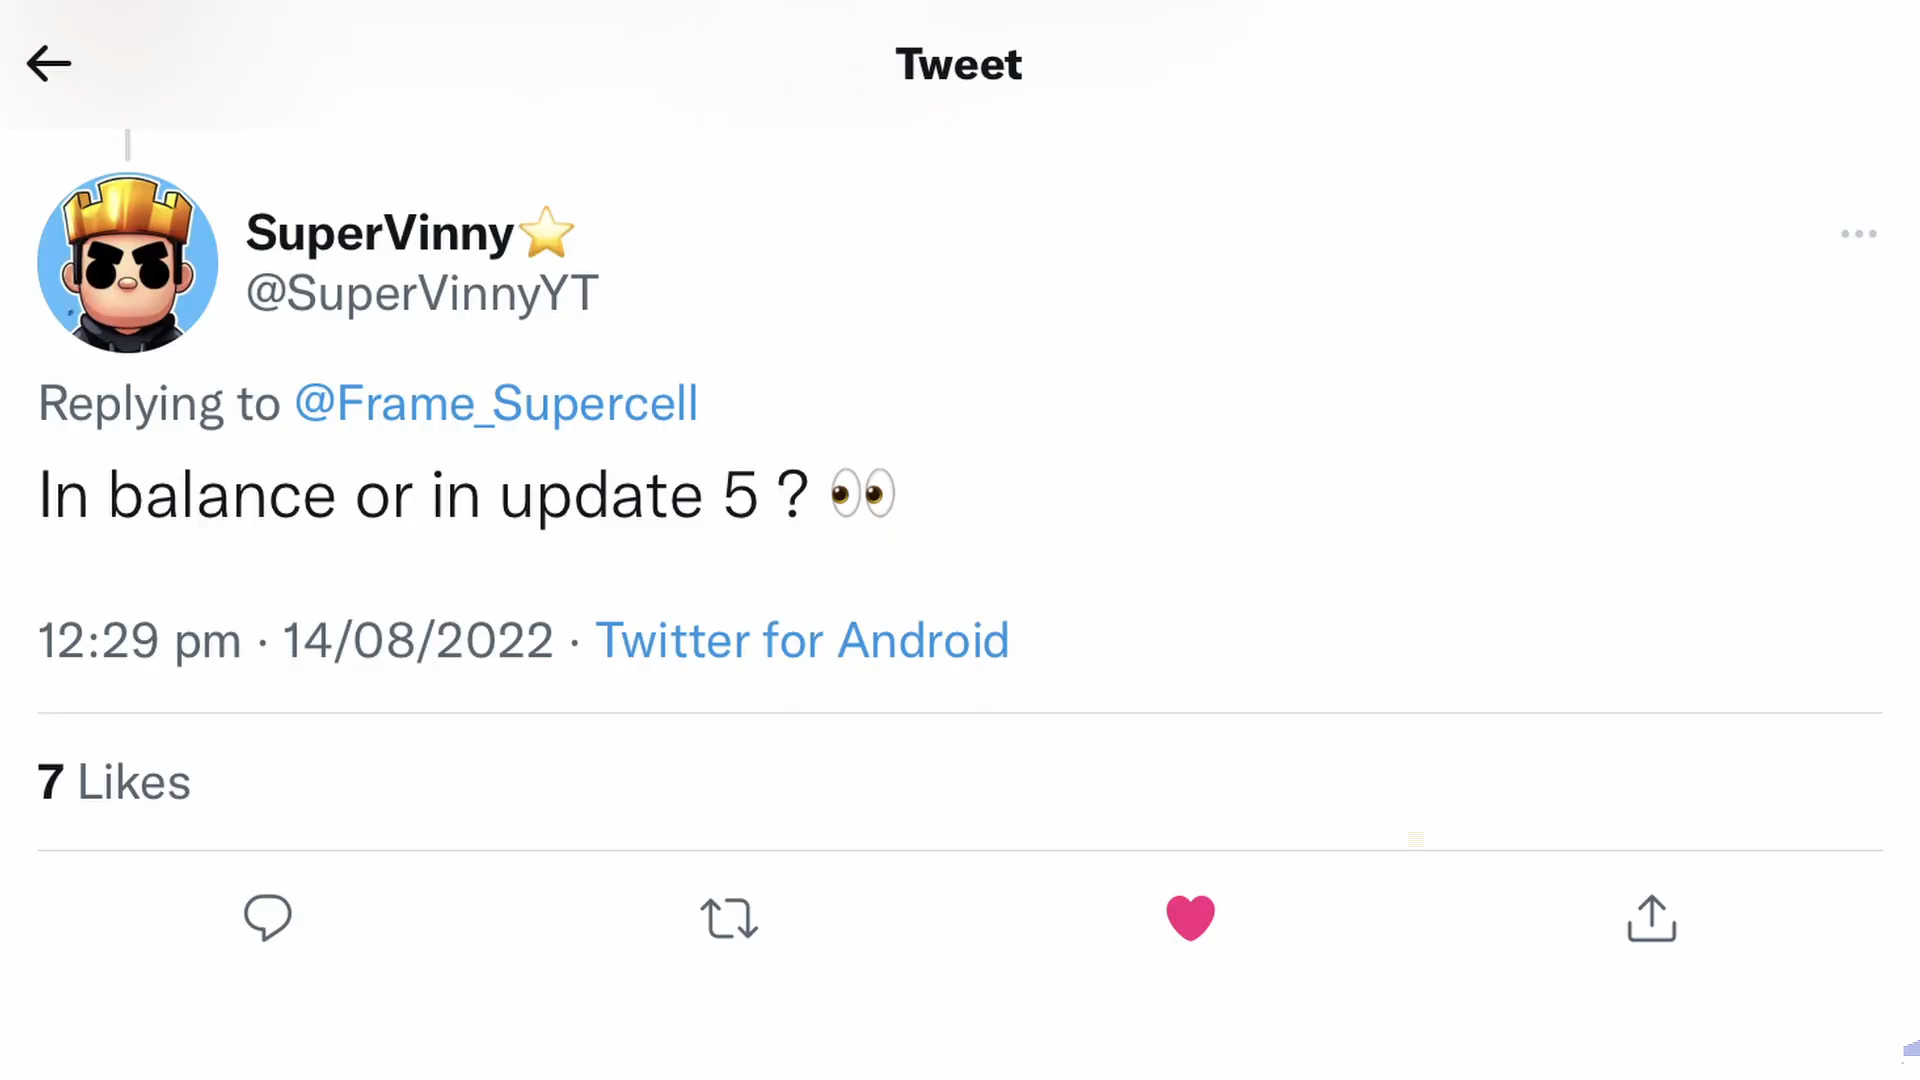 Tweet
SuperVinny⭐
@SuperVinnyYT
Replying to @Frame_Supercell
In balance or in update 5 ? 👀
12:29 pm · 14/08/2022 · Twitter for Android
7 Likes